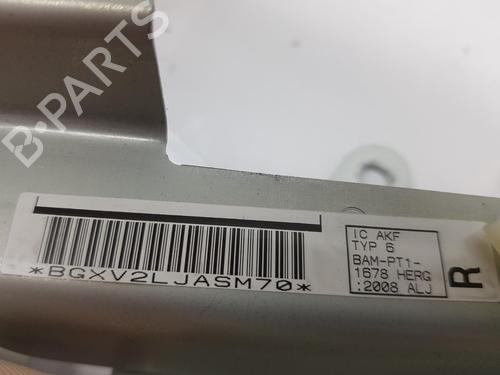 B-PARTS
*BGXV2LJASM70*
IC AKF
TYP 6
BAM-PT1-
1678 HERG
:2008 ALJ
R